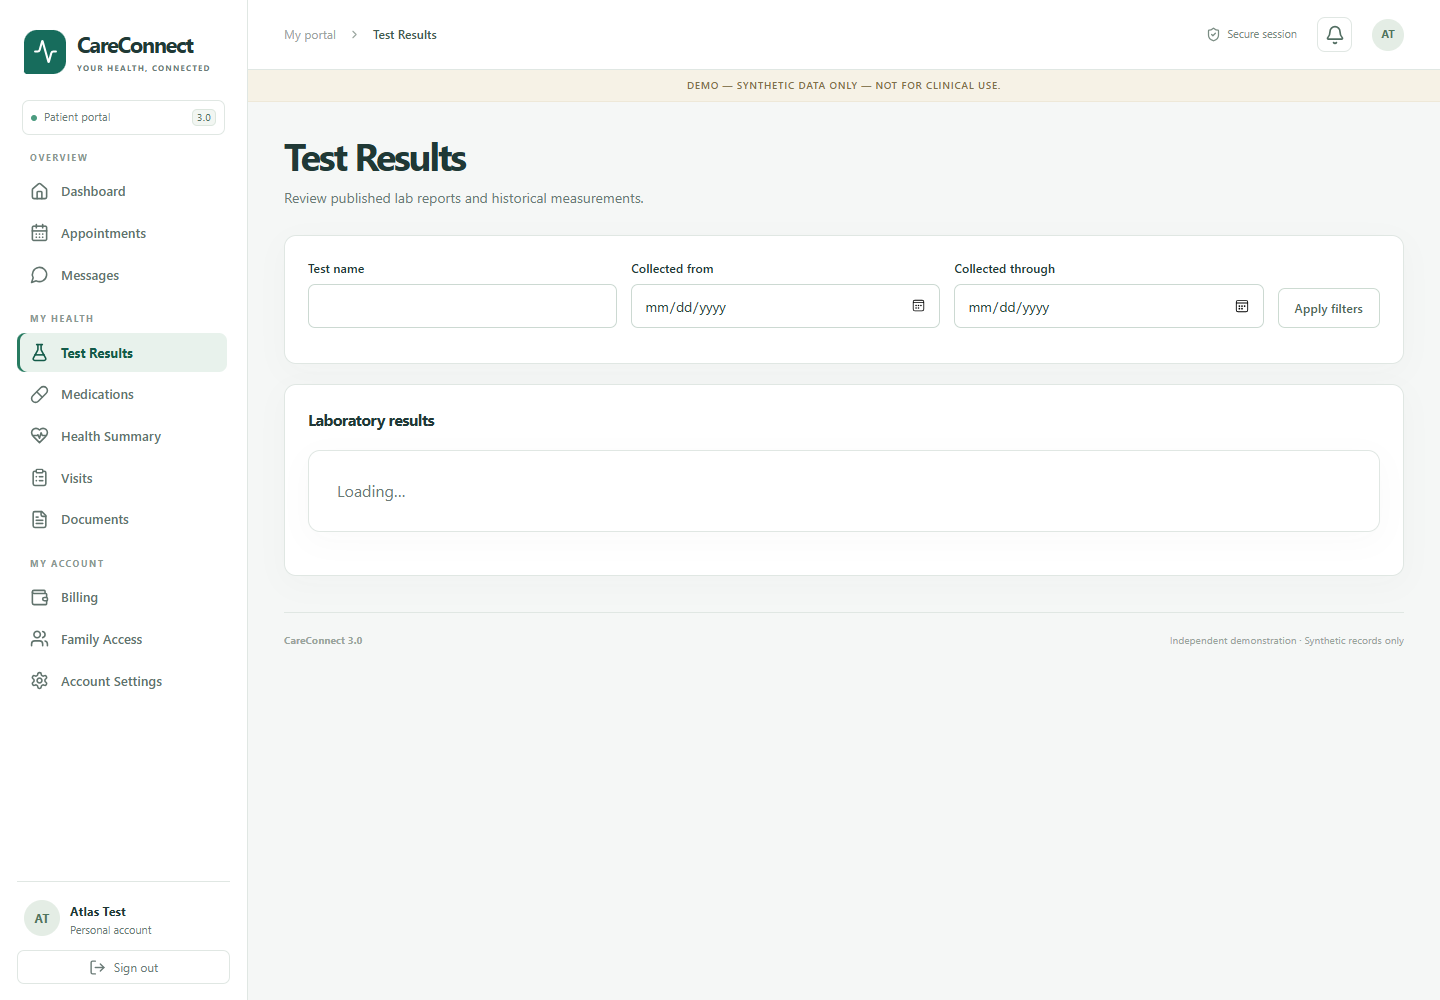 CareConnect
YOUR HEALTH, CONNECTED
Patient portal 3.0
OVERVIEW
Dashboard
Appointments
Messages
MY HEALTH
Test Results
Medications
Health Summary
Visits
Documents
MY ACCOUNT
Billing
Family Access
Account Settings
AT
Atlas Test
Personal account
Sign out
My portal > Test Results
Secure session
AT
DEMO — SYNTHETIC DATA ONLY — NOT FOR CLINICAL USE.
Test Results
Review published lab reports and historical measurements.
Test name
Collected from
mm/dd/yyyy
Collected through
mm/dd/yyyy
Apply filters
Laboratory results
Loading...
CareConnect 3.0
Independent demonstration · Synthetic records only